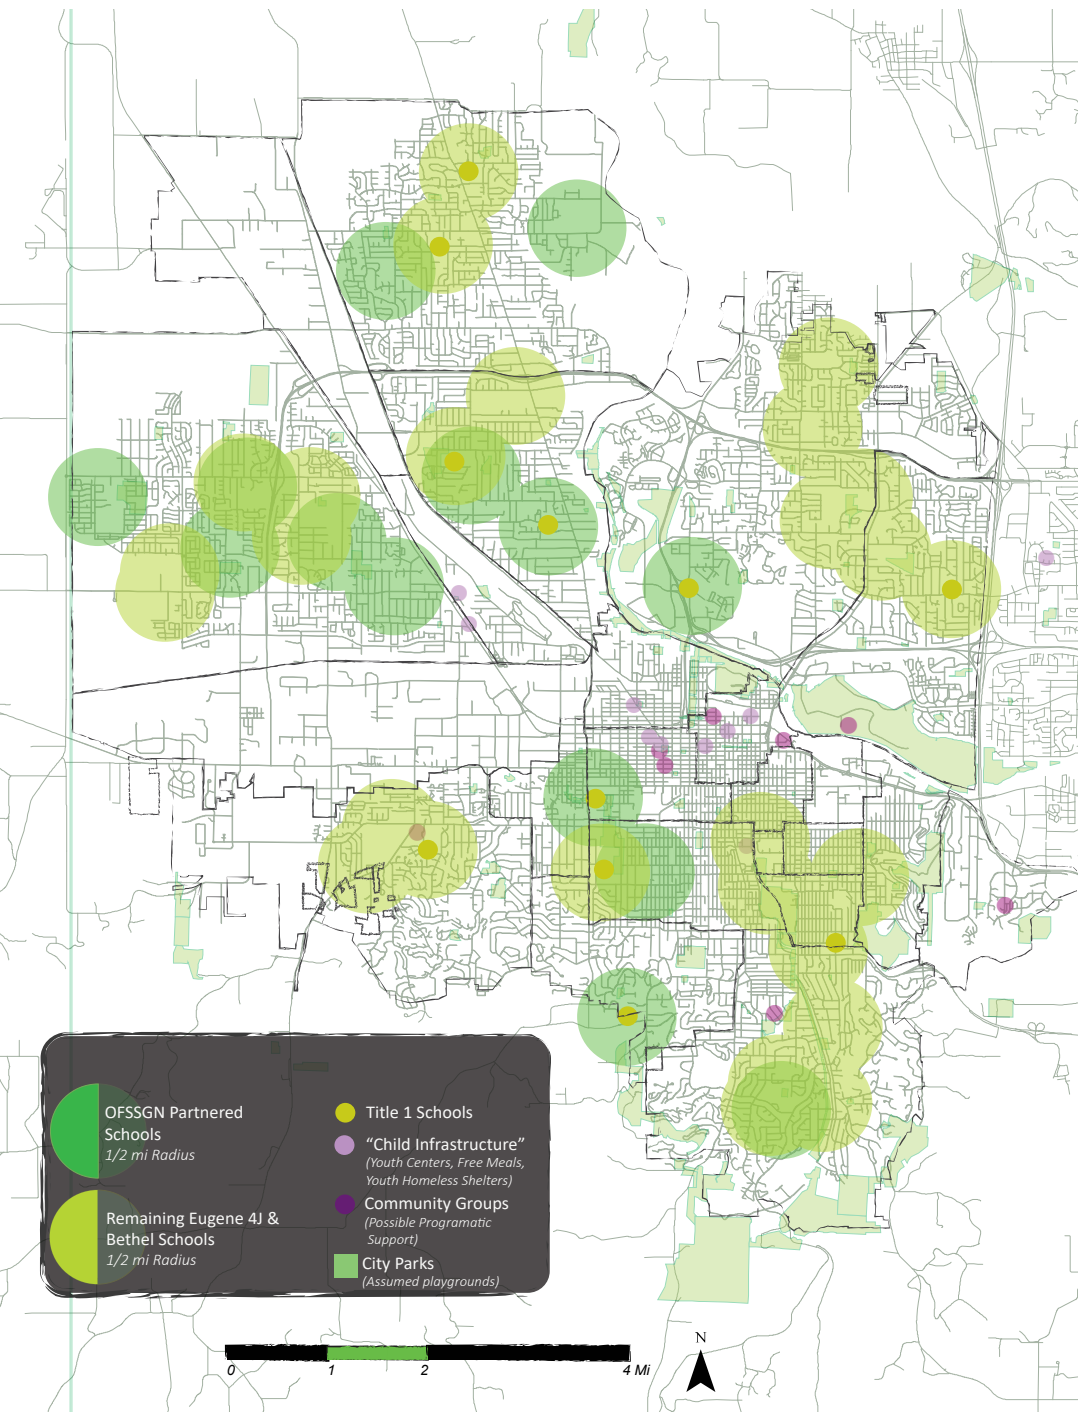 OFSSGN Partnered
Schools
1/2 mi Radius
Remaining Eugene 4J &
Bethel Schools
1/2 mi Radius
Title 1 Schools
“Child Infrastructure”
(Youth Centers, Free Meals,
Youth Homeless Shelters)
Community Groups
(Possible Programatic
Support)
City Parks
(Assumed playgrounds)
0 1 2 4 Mi
N